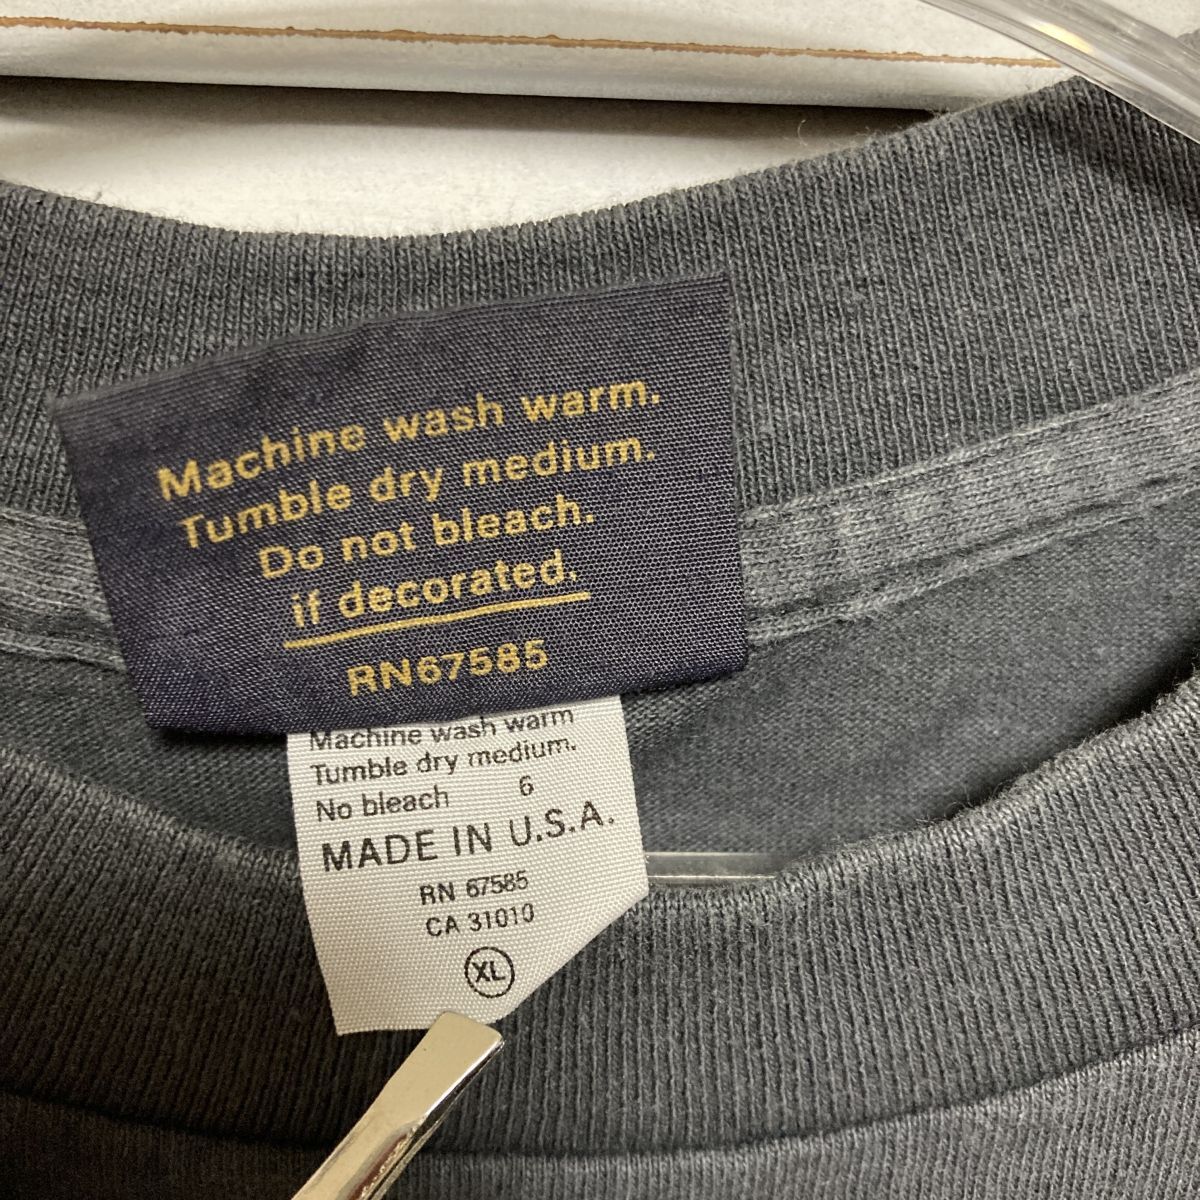 Machine wash warm.
Tumble dry medium.
Do not bleach.
if decorated.
RN67585
Machine wash warm
Tumble dry medium.
No bleach 6
MADE IN U.S.A.
RN 67585
CA 31010
XL